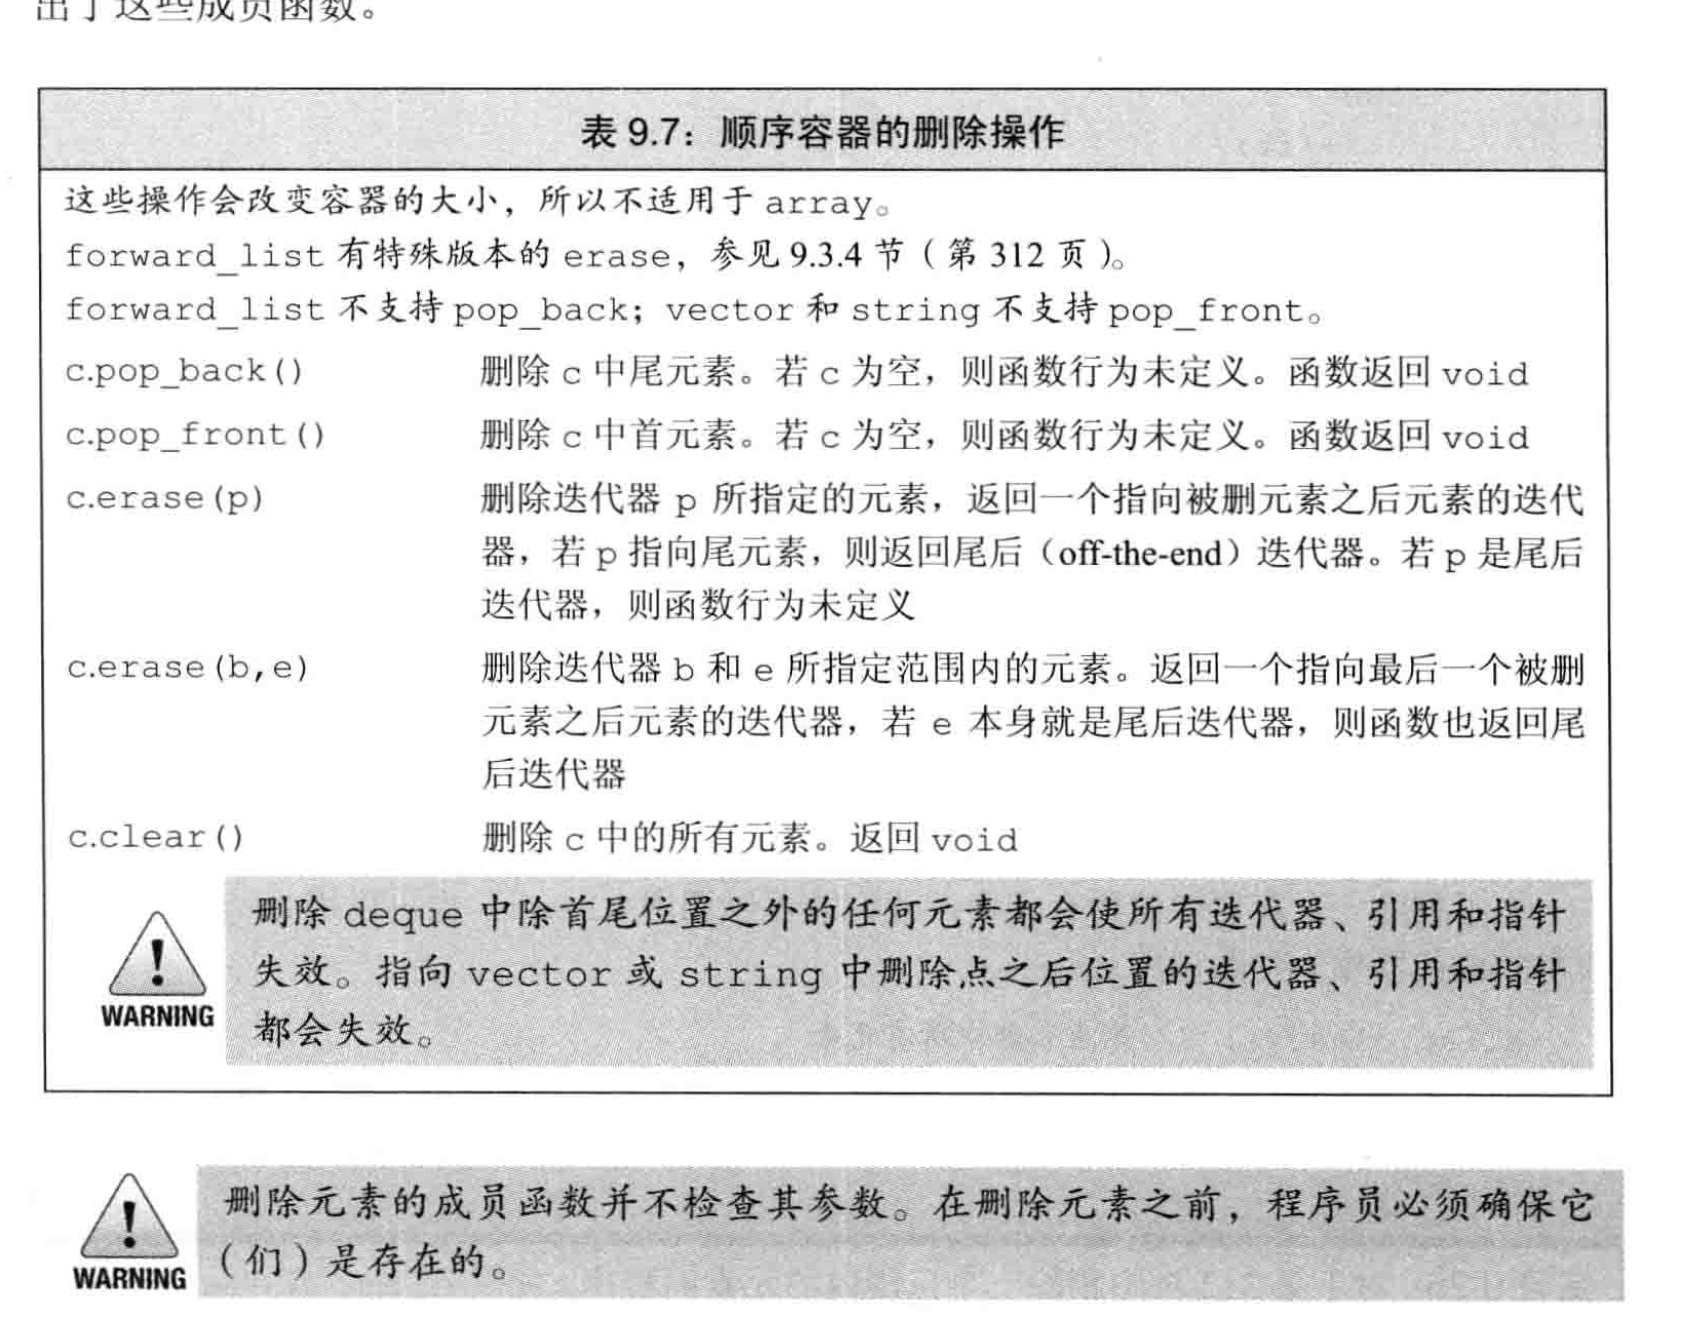 出了这些成员函数。
表 9.7：顺序容器的删除操作
这些操作会改变容器的大小，所以不适用于 array。
forward_list 有特殊版本的 erase，参见 9.3.4 节（第 312 页）。
forward_list 不支持 pop_back；vector 和 string 不支持 pop_front。
c.pop_back() 删除 c 中尾元素。若 c 为空，则函数行为未定义。函数返回 void
c.pop_front() 删除 c 中首元素。若 c 为空，则函数行为未定义。函数返回 void
c.erase(p) 删除迭代器 p 所指定的元素，返回一个指向被删元素之后元素的迭代
器，若 p 指向尾元素，则返回尾后（off-the-end）迭代器。若 p 是尾后
迭代器，则函数行为未定义
c.erase(b,e) 删除迭代器 b 和 e 所指定范围内的元素。返回一个指向最后一个被删
元素之后元素的迭代器，若 e 本身就是尾后迭代器，则函数也返回尾
后迭代器
c.clear() 删除 c 中的所有元素。返回 void
删除 deque 中除首尾位置之外的任何元素都会使所有迭代器、引用和指针
失效。指向 vector 或 string 中删除点之后位置的迭代器、引用和指针
都会失效。
WARNING
删除元素的成员函数并不检查其参数。在删除元素之前，程序员必须确保它
（们）是存在的。
WARNING